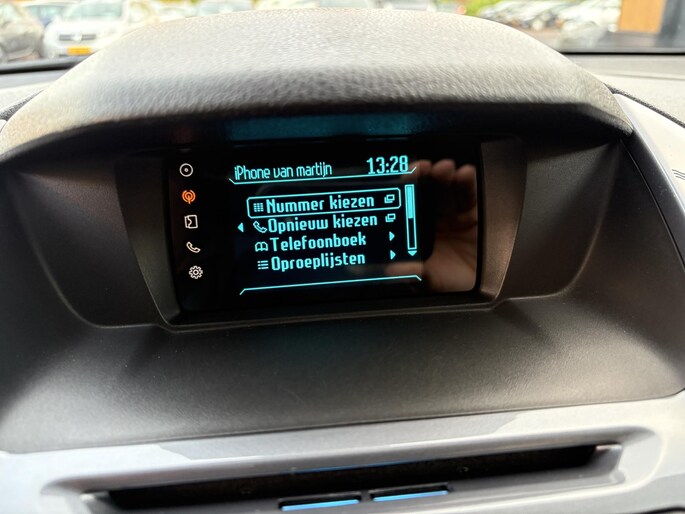 iPhone van martijn 13:28
Nummer kiezen
Opnieuw kiezen
Telefoonboek
Oproeplijsten